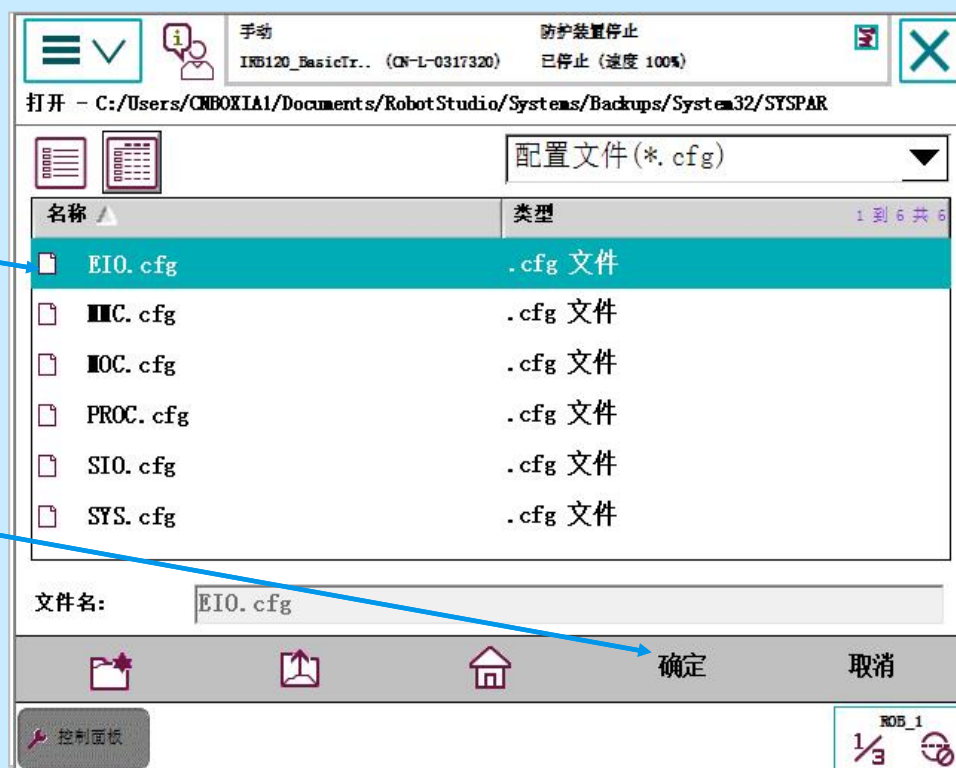 手动
防护装置停止
IRB120_BasicTr.. (CN-L-0317320)
已停止 (速度 100%)
打开 - C:/Users/CNBOXIA1/Documents/RobotStudio/Systems/Backups/System32/SYSPAR
配置文件(*.cfg)
名称
类型
1 到 6 共 6
EIO.cfg
.cfg 文件
MMC.cfg
.cfg 文件
MOC.cfg
.cfg 文件
PROC.cfg
.cfg 文件
SIO.cfg
.cfg 文件
SYS.cfg
.cfg 文件
文件名:
EIO.cfg
确定
取消
控制面板
ROB_1
1/3